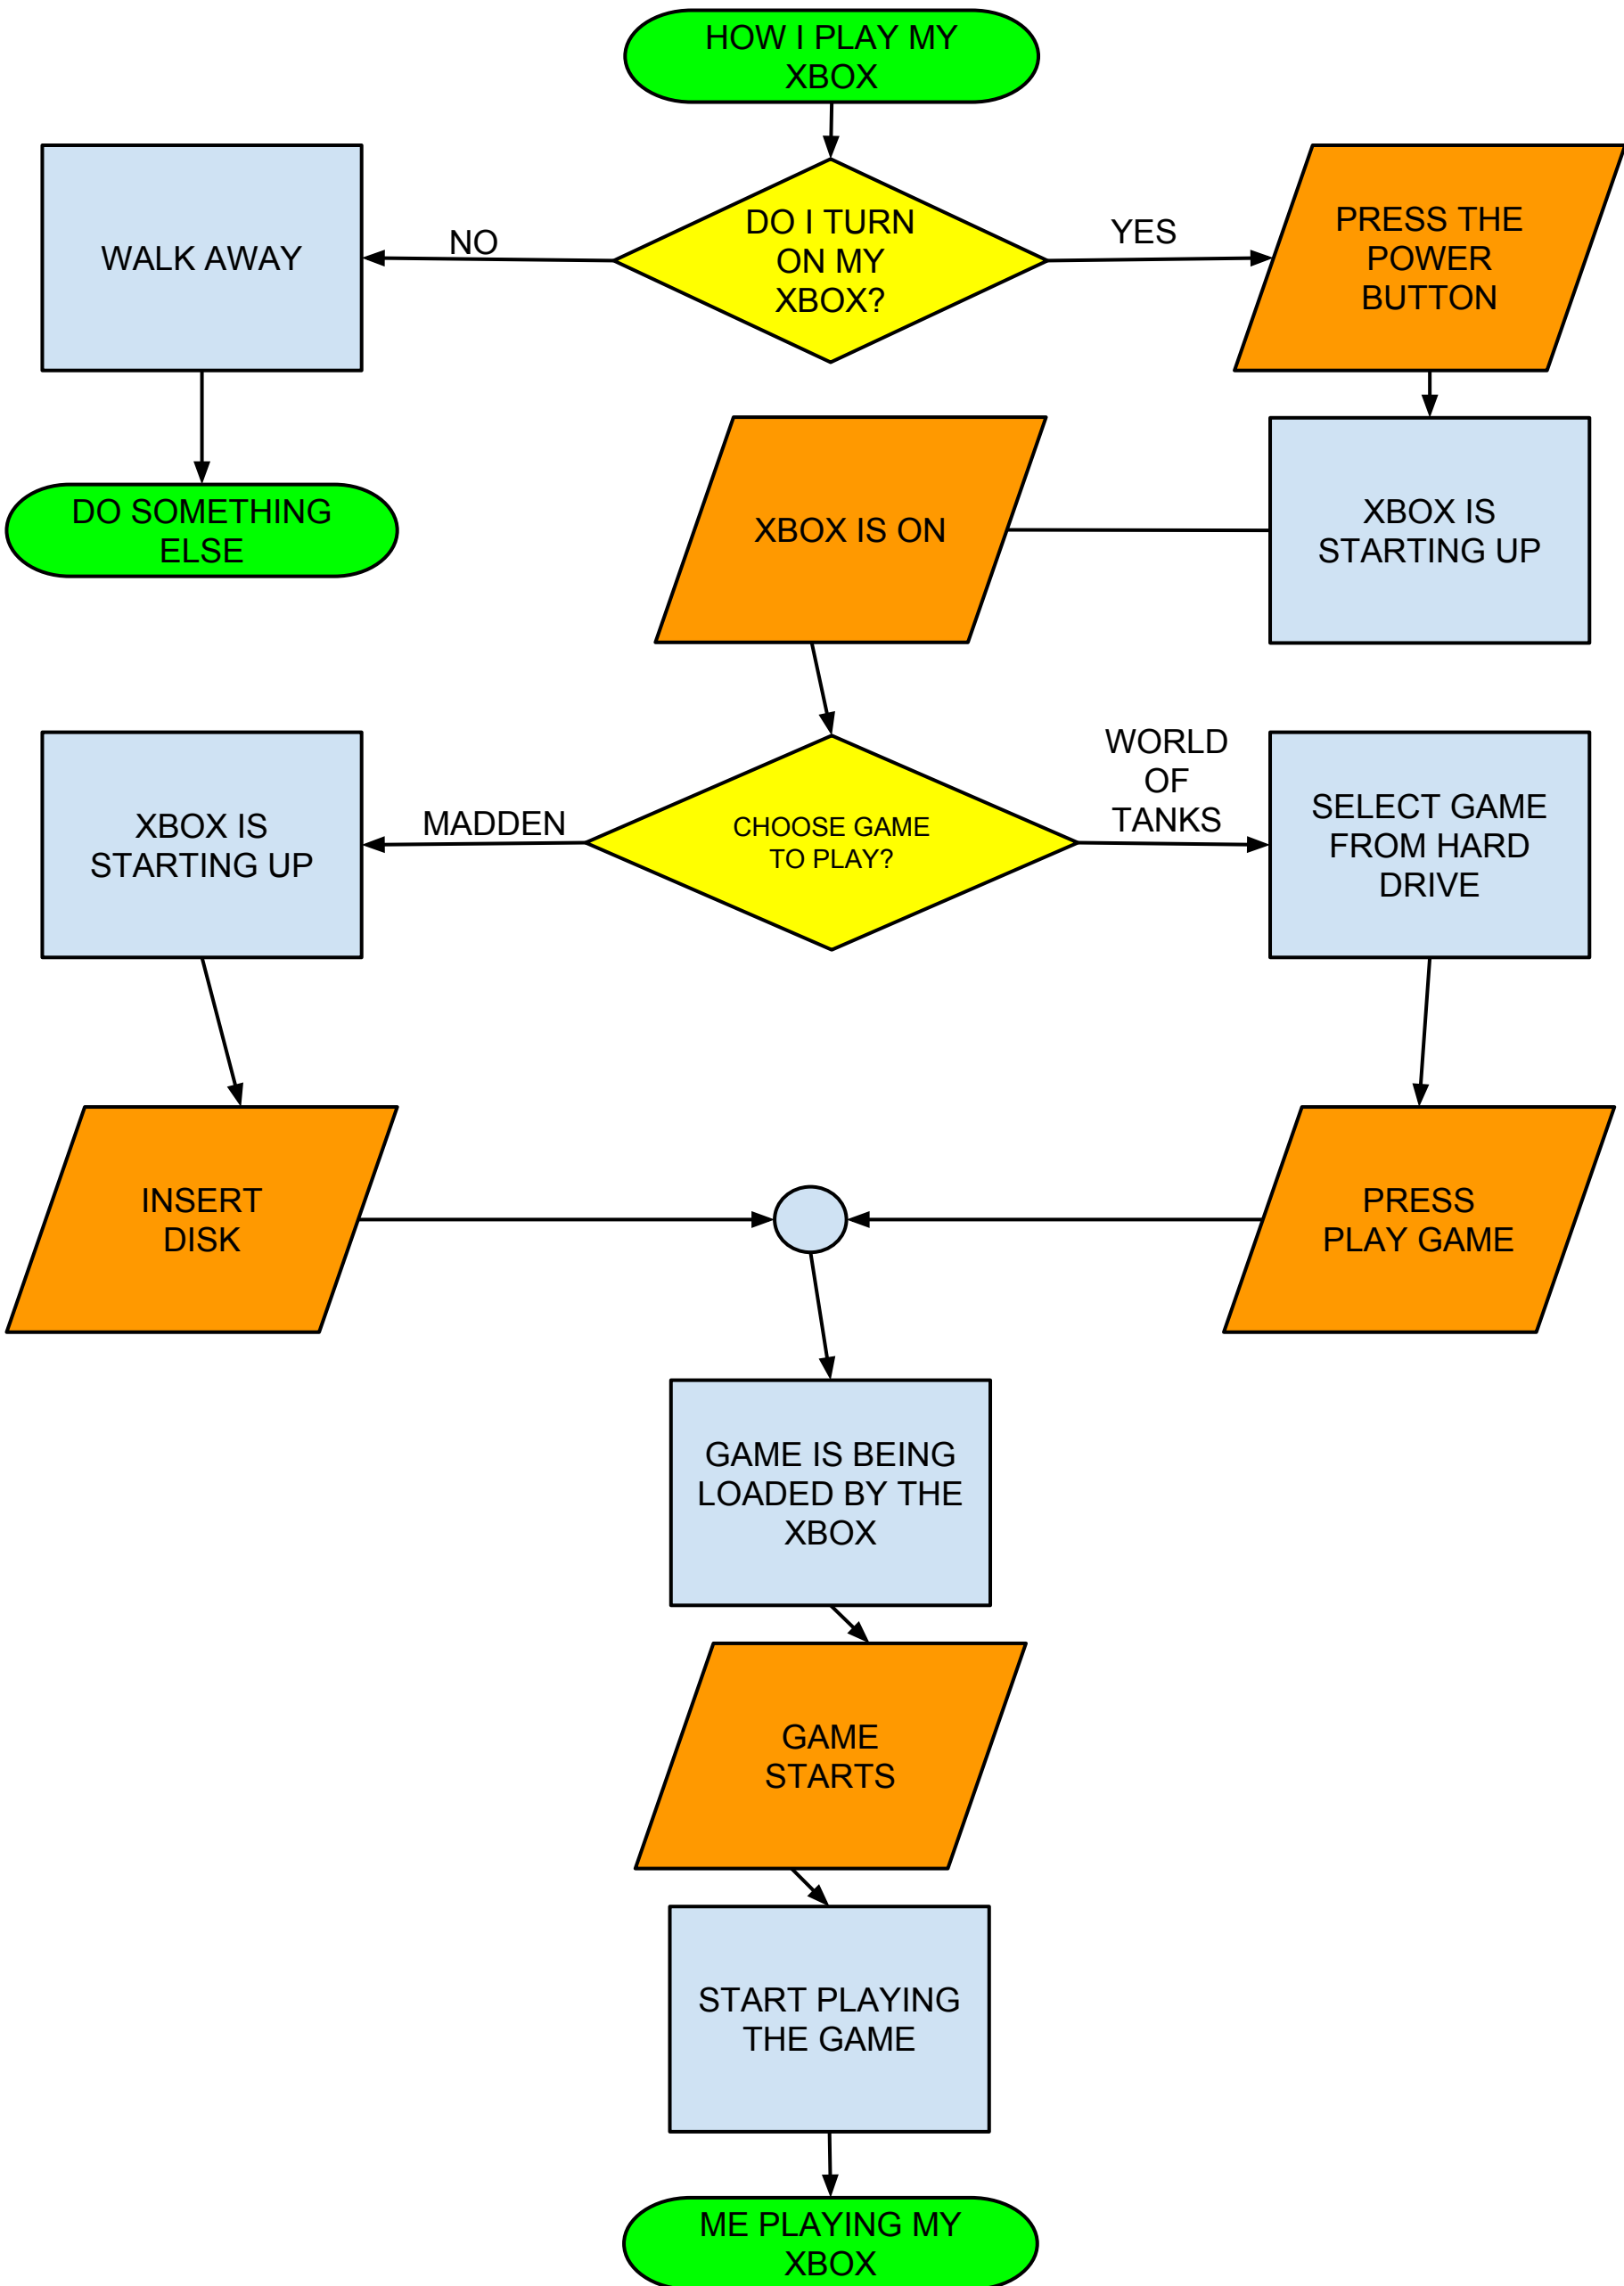 HOW I PLAY MY
XBOX
WALK AWAY
NO
DO I TURN
ON MY
XBOX?
YES
PRESS THE
POWER
BUTTON
DO SOMETHING
ELSE
XBOX IS ON
XBOX IS
STARTING UP
XBOX IS
STARTING UP
MADDEN
CHOOSE GAME
TO PLAY?
WORLD
OF
TANKS
SELECT GAME
FROM HARD
DRIVE
INSERT
DISK
PRESS
PLAY GAME
GAME IS BEING
LOADED BY THE
XBOX
GAME
STARTS
START PLAYING
THE GAME
ME PLAYING MY
XBOX